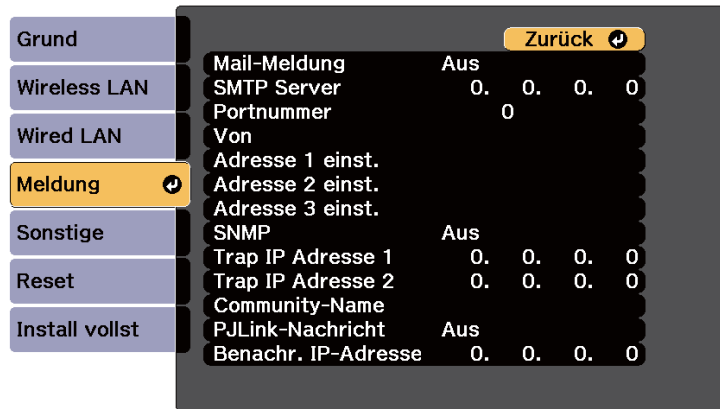 Grund
Wireless LAN
Wired LAN
Meldung
Sonstige
Reset
Install vollst
Zurück
Mail-Meldung Aus
SMTP Server 0. 0. 0. 0
Portnummer 0
Von
Adresse 1 einst.
Adresse 2 einst.
Adresse 3 einst.
SNMP Aus
Trap IP Adresse 1 0. 0. 0. 0
Trap IP Adresse 2 0. 0. 0. 0
Community-Name
PJLink-Nachricht Aus
Benachr. IP-Adresse 0. 0. 0. 0